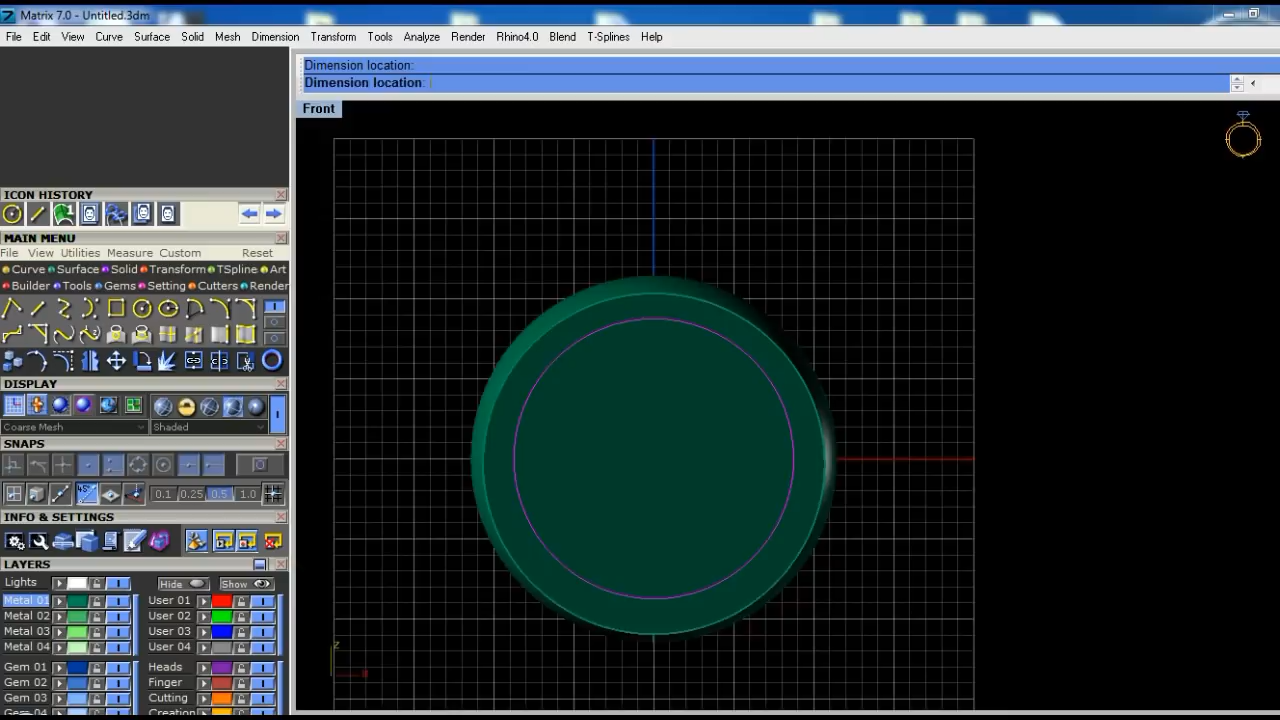 Matrix 7.0 - Untitled.3dm
File Edit View Curve Surface Solid Mesh Dimension Transform Tools Analyze Render Rhino4.0 Blend T-Splines Help
Dimension location:
Dimension location:
Front
ICON HISTORY
MAIN MENU
File View Utilities Measure Custom Reset
Curve Surface Solid Transform TSpline Art
Builder Tools Gems Setting Cutters Render
DISPLAY
Coarse Mesh Shaded
SNAPS
45°
0.1 0.25 0.5 1.0
INFO & SETTINGS
LAYERS
Lights Hide Show
Metal 01 User 01
Metal 02 User 02
Metal 03 User 03
Metal 04 User 04
Gem 01 Heads
Gem 02 Finger
Gem 03 Cutting
Gem 04 Creation
z